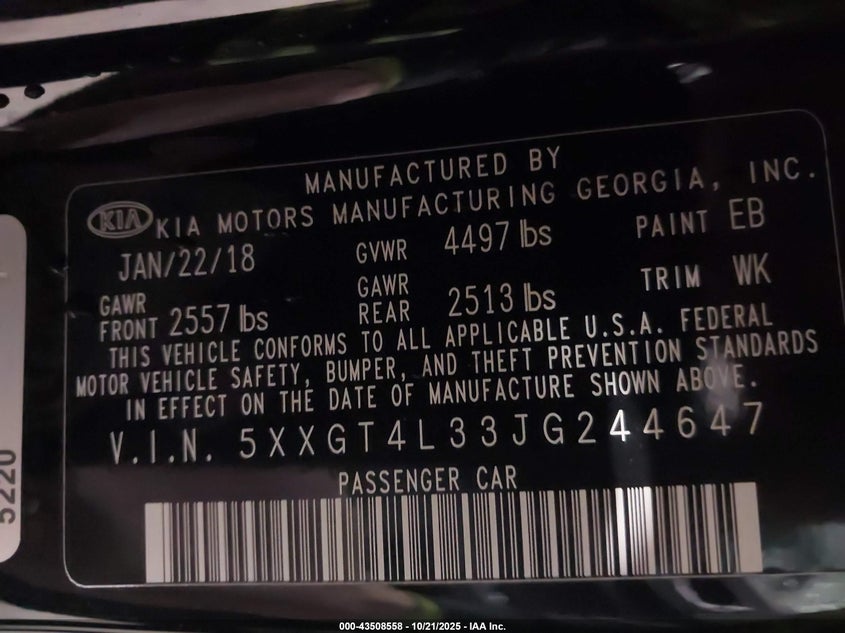 MANUFACTURED BY
KIA KIA MOTORS MANUFACTURING GEORGIA, INC.
JAN/22/18 GVWR 4497 lbs PAINT EB
GAWR FRONT 2557 lbs GAWR REAR 2513 lbs TRIM WK
THIS VEHICLE CONFORMS TO ALL APPLICABLE U.S.A. FEDERAL
MOTOR VEHICLE SAFETY, BUMPER, AND THEFT PREVENTION STANDARDS
IN EFFECT ON THE DATE OF MANUFACTURE SHOWN ABOVE.
V.I.N. 5XXGT4L33JG244647
PASSENGER CAR
5220
000-43508558 - 10/21/2025 - IAA Inc.